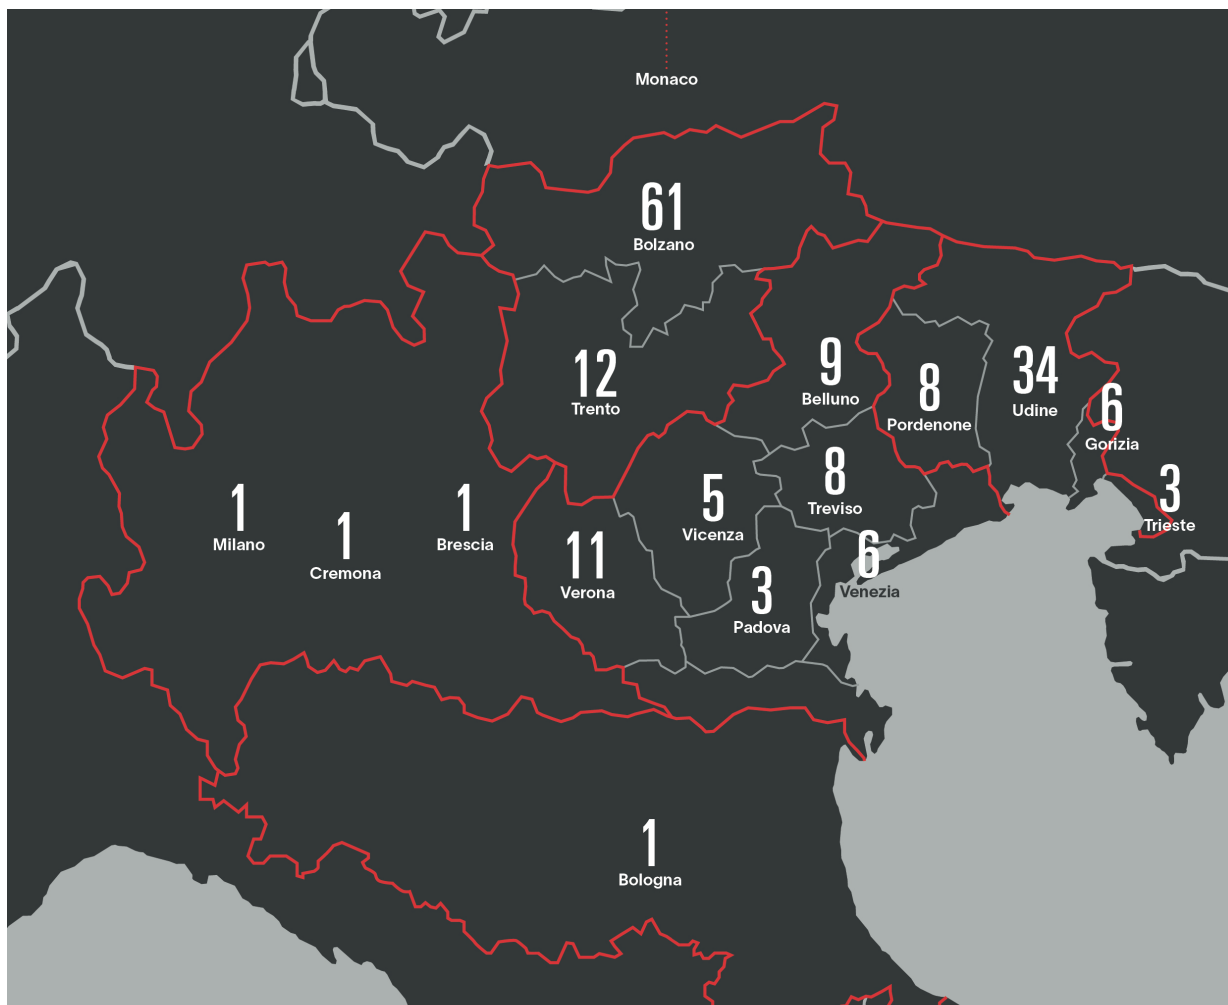 Monaco
61
Bolzano
12
Trento
9
Belluno
8
Pordenone
34
Udine
6
Gorizia
1
Milano
1
Cremona
1
Brescia
11
Verona
5
Vicenza
8
Treviso
3
Trieste
6
Venezia
3
Padova
1
Bologna